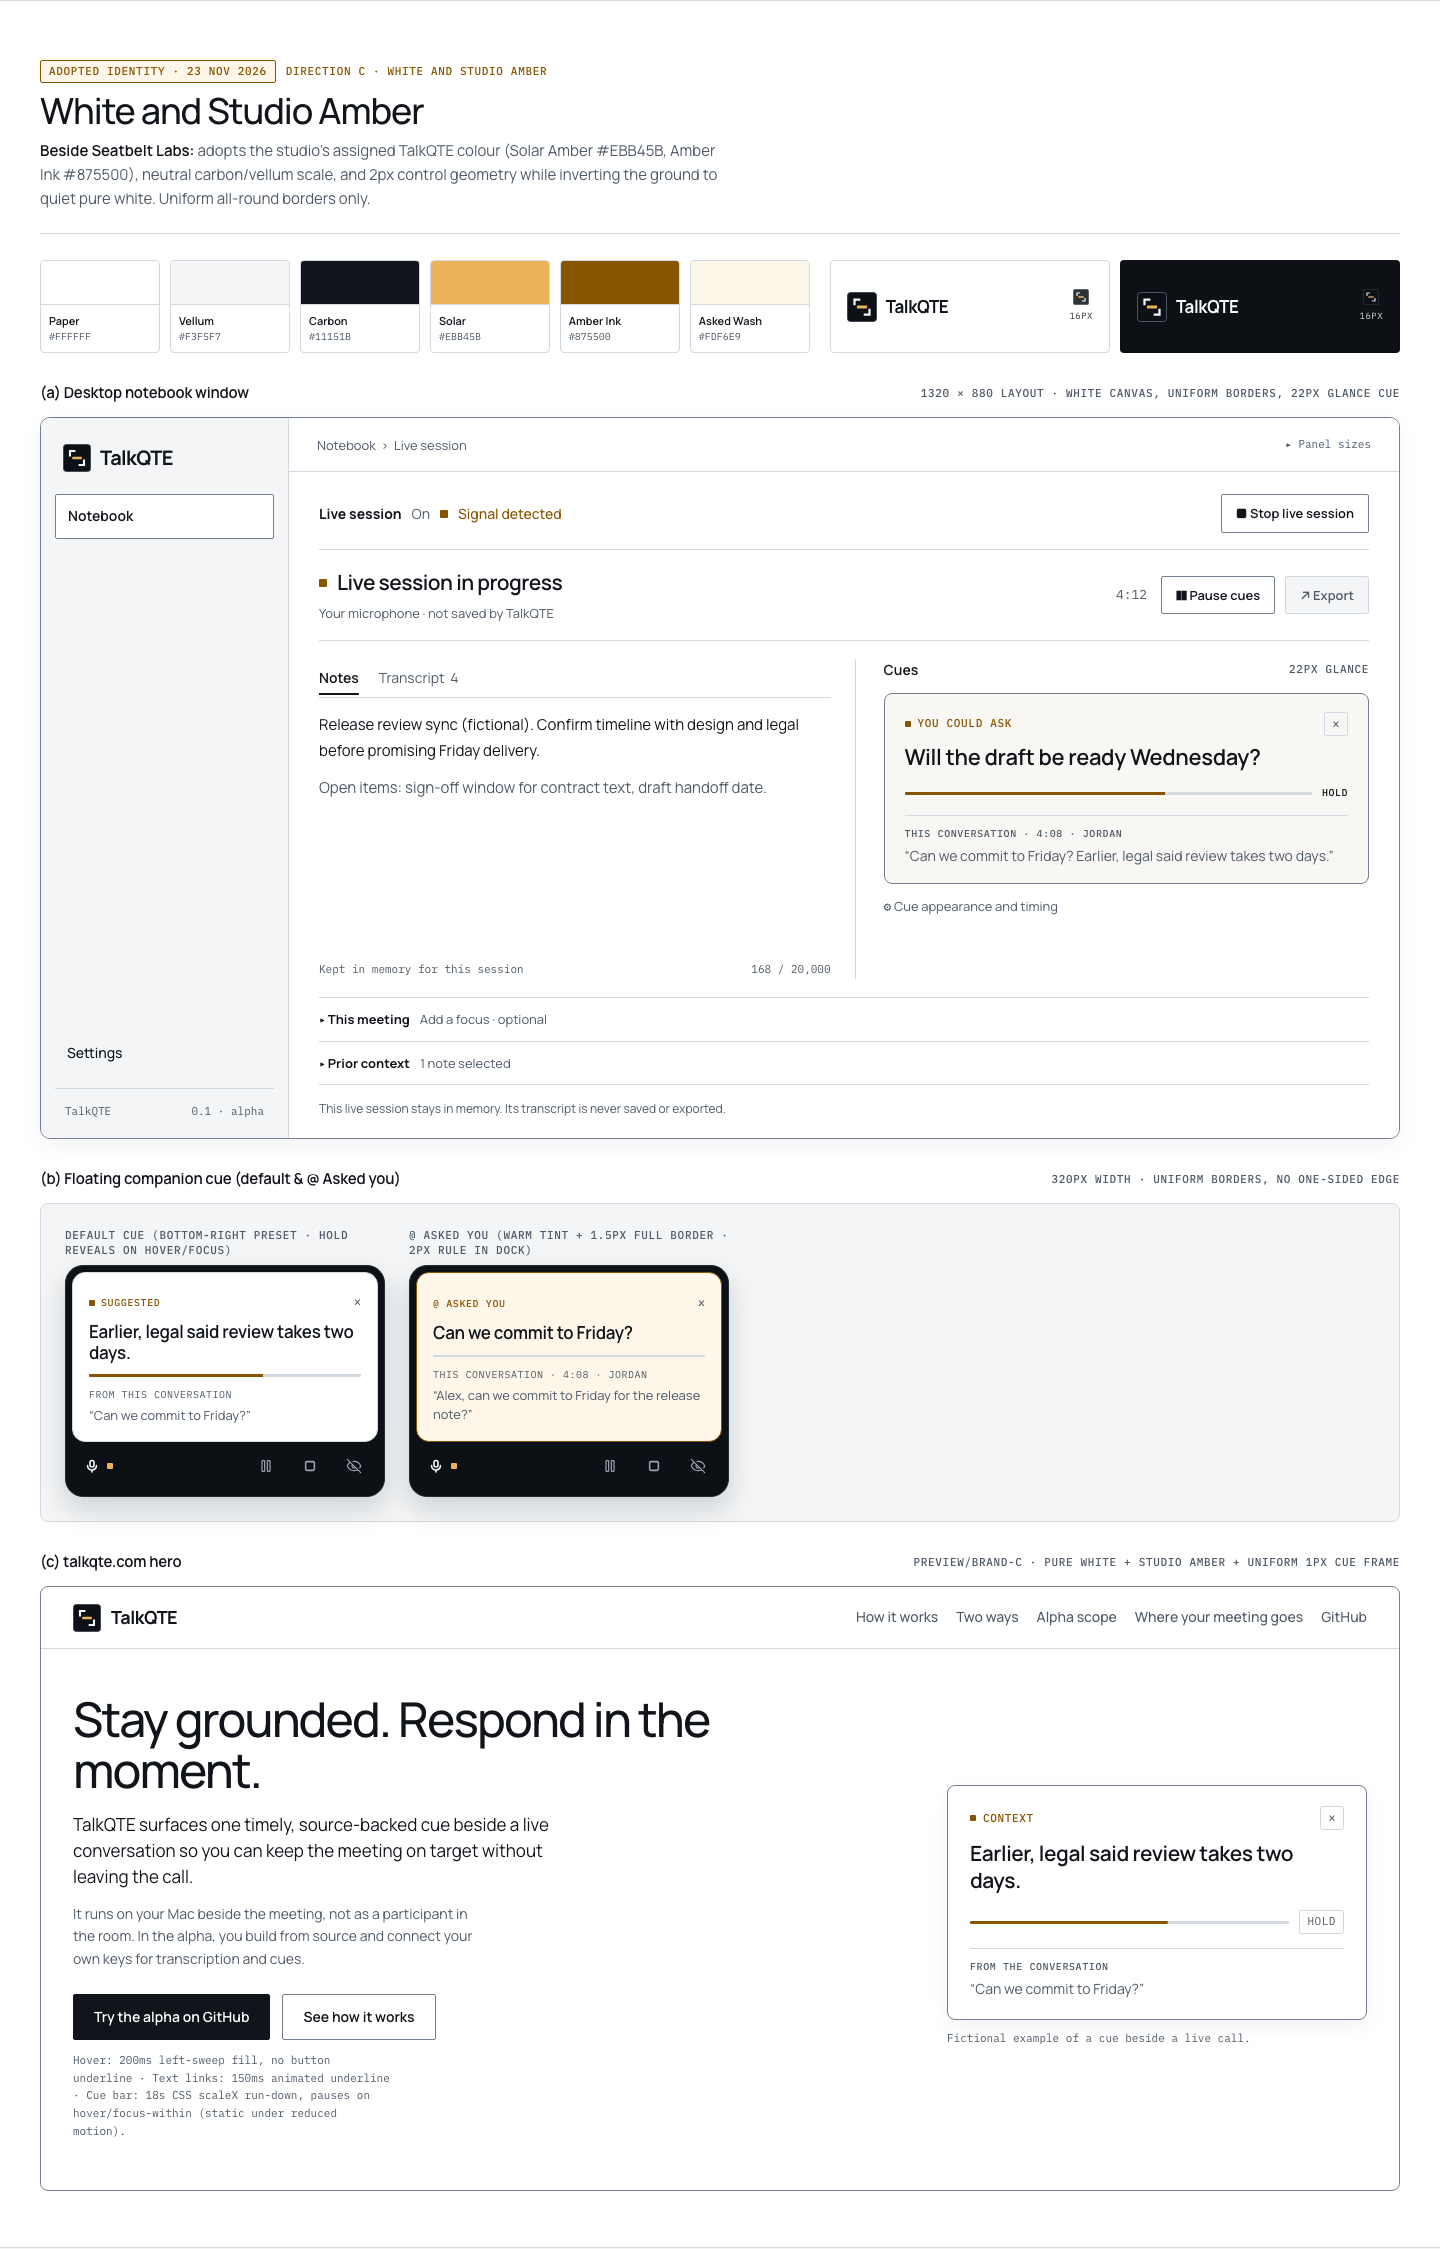 ADOPTED IDENTITY · 23 NOV 2026 DIRECTION C · WHITE AND STUDIO AMBER
White and Studio Amber
Beside Seatbelt Labs: adopts the studio's assigned TalkQTE colour (Solar Amber #EBB45B, Amber
Ink #875500), neutral carbon/vellum scale, and 2px control geometry while inverting the ground to
quiet pure white. Uniform all-round borders only.
Paper
#FFFFFF
Vellum
#F3F5F7
Carbon
#11151B
Solar
#EBB45B
Amber Ink
#875500
Asked Wash
#FDF6E9
TalkQTE
16PX
TalkQTE
16PX
(a) Desktop notebook window
1320 × 880 LAYOUT · WHITE CANVAS, UNIFORM BORDERS, 22PX GLANCE CUE
TalkQTE
Notebook
Settings
TalkQTE 0.1 · alpha
Notebook › Live session
▸ Panel sizes
Live session On Signal detected
Stop live session
Live session in progress
Your microphone · not saved by TalkQTE
4:12
Pause cues
↗ Export
Notes Transcript 4
Release review sync (fictional). Confirm timeline with design and legal
before promising Friday delivery.
Open items: sign-off window for contract text, draft handoff date.
Kept in memory for this session 168 / 20,000
Cues 22PX GLANCE
YOU COULD ASK ×
Will the draft be ready Wednesday?
HOLD
THIS CONVERSATION · 4:08 · JORDAN
“Can we commit to Friday? Earlier, legal said review takes two days.”
⚙ Cue appearance and timing
▸ This meeting Add a focus · optional
▸ Prior context 1 note selected
This live session stays in memory. Its transcript is never saved or exported.
(b) Floating companion cue (default & @ Asked you)
320PX WIDTH · UNIFORM BORDERS, NO ONE-SIDED EDGE
DEFAULT CUE (BOTTOM-RIGHT PRESET · HOLD
REVEALS ON HOVER/FOCUS)
SUGGESTED ×
Earlier, legal said review takes two
days.
FROM THIS CONVERSATION
“Can we commit to Friday?”
@ ASKED YOU (WARM TINT + 1.5PX FULL BORDER ·
2PX RULE IN DOCK)
@ ASKED YOU ×
Can we commit to Friday?
THIS CONVERSATION · 4:08 · JORDAN
“Alex, can we commit to Friday for the release
note?”
(c) talkqte.com hero
PREVIEW/BRAND-C · PURE WHITE + STUDIO AMBER + UNIFORM 1PX CUE FRAME
TalkQTE
How it works Two ways Alpha scope Where your meeting goes GitHub
Stay grounded. Respond in the
moment.
TalkQTE surfaces one timely, source-backed cue beside a live
conversation so you can keep the meeting on target without
leaving the call.
It runs on your Mac beside the meeting, not as a participant in
the room. In the alpha, you build from source and connect your
own keys for transcription and cues.
Try the alpha on GitHub
See how it works
Hover: 200ms left-sweep fill, no button
underline · Text links: 150ms animated underline
· Cue bar: 18s CSS scaleX run-down, pauses on
hover/focus-within (static under reduced
motion).
CONTEXT ×
Earlier, legal said review takes two
days.
HOLD
FROM THE CONVERSATION
“Can we commit to Friday?”
Fictional example of a cue beside a live call.